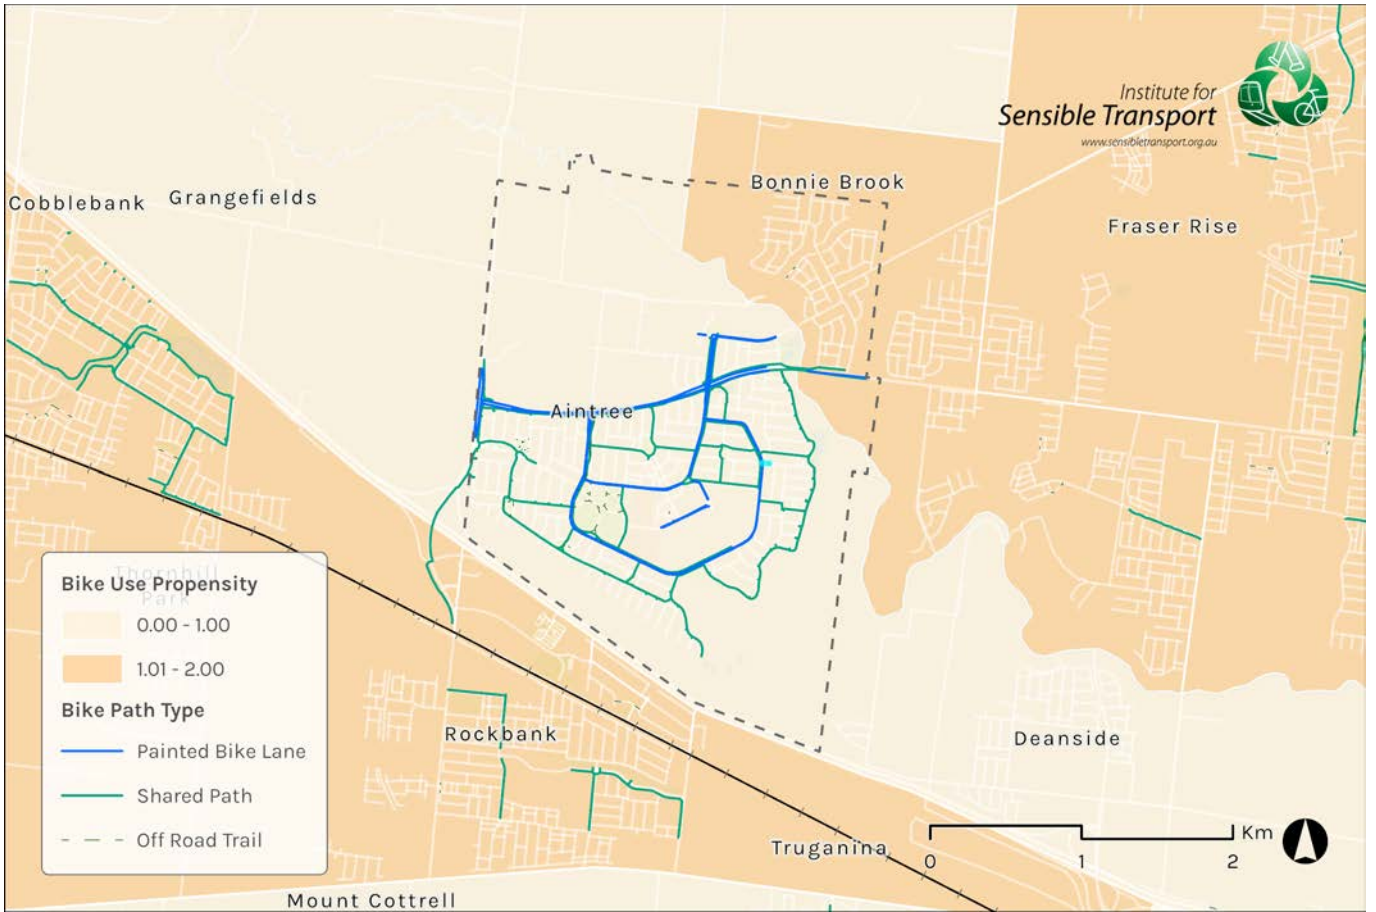 Institute for
Sensible Transport
www.sensibletransport.org.au
Bonnie Brook
Cobblebank
Grangefields
Fraser Rise
Aintree
Thornhill
Park
Bike Use Propensity
0.00 - 1.00
1.01 - 2.00
Bike Path Type
Painted Bike Lane
Shared Path
Off Road Trail
Rockbank
Deanside
Truganina
Km
0
1
2
Mount Cottrell